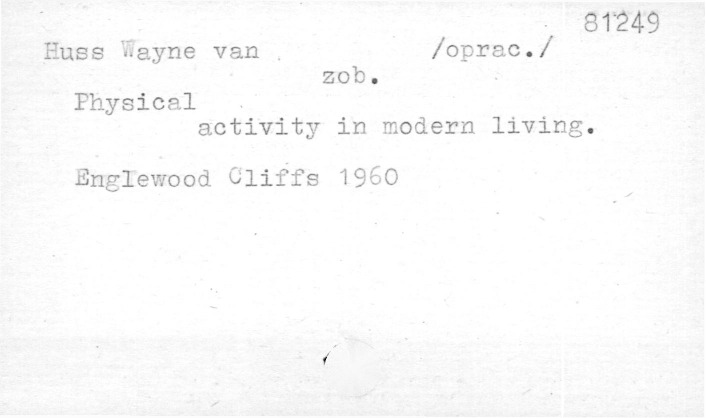 81249
Huss Wayne van /oprac./
zob.
Physical
activity in modern living.
Englewood Cliffs 1960